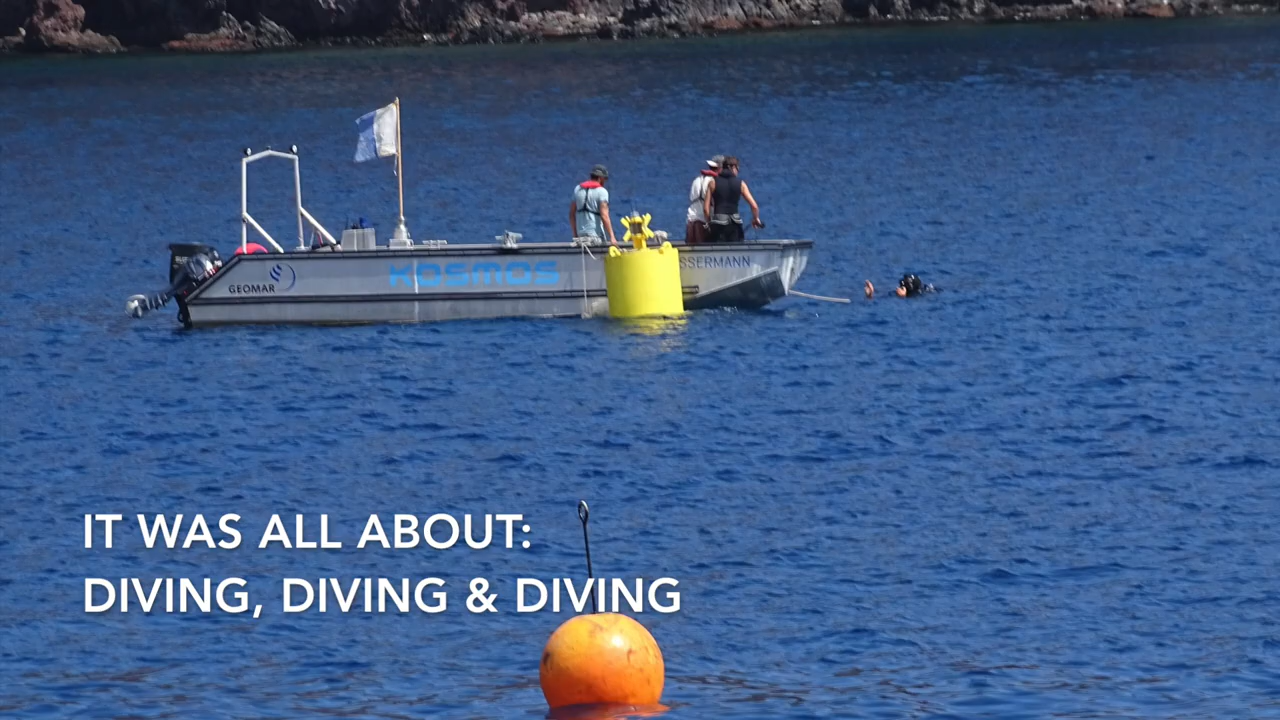 GEOMAR
KOSMOS
SSERMANN
IT WAS ALL ABOUT:
DIVING, DIVING & DIVING